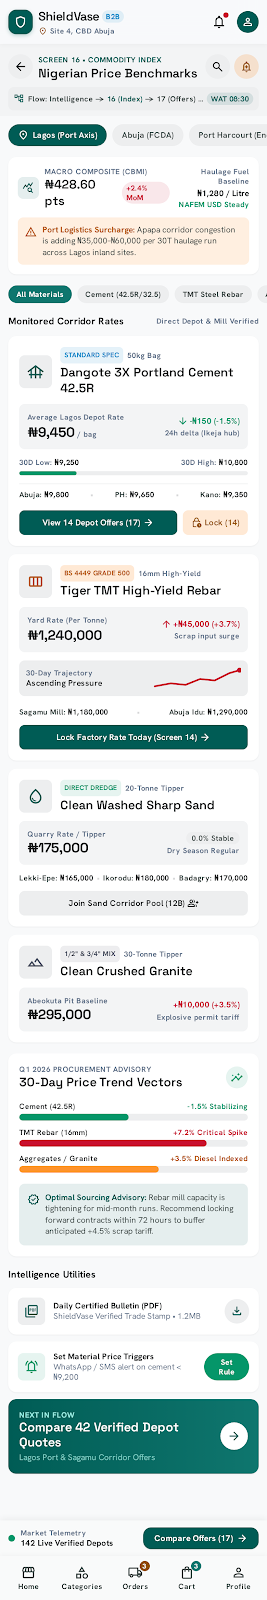 ShieldVase B2B
Site 4, CBD Abuja
SCREEN 16 • COMMODITY INDEX
Nigerian Price Benchmarks
Flow: Intelligence → 16 (Index) → 17 (Offers) ...
WAT 08:30
Lagos (Port Axis)
Abuja (FCDA)
Port Harcourt (En
MACRO COMPOSITE (CBMI)
₦428.60 pts
+2.4% MoM
Haulage Fuel Baseline
₦1,280 / Litre
NAFEM USD Steady
Port Logistics Surcharge: Apapa corridor congestion
is adding ₦35,000-₦60,000 per 30T haulage run
across Lagos inland sites.
All Materials
Cement (42.5R/32.5)
TMT Steel Rebar
Monitored Corridor Rates
Direct Depot & Mill Verified
STANDARD SPEC 50kg Bag
Dangote 3X Portland Cement
42.5R
Average Lagos Depot Rate
₦9,450 / bag
↓ -₦150 (-1.5%)
24h delta (Ikeja hub)
30D Low: ₦9,250
30D High: ₦10,800
Abuja: ₦9,800 · PH: ₦9,650 · Kano: ₦9,350
View 14 Depot Offers (17) →
Lock (14)
BS 4449 GRADE 500 16mm High-Yield
Tiger TMT High-Yield Rebar
Yard Rate (Per Tonne)
₦1,240,000
↑ +₦45,000 (+3.7%)
Scrap input surge
30-Day Trajectory
Ascending Pressure
Sagamu Mill: ₦1,180,000 · Abuja Idu: ₦1,290,000
Lock Factory Rate Today (Screen 14) →
DIRECT DREDGE 20-Tonne Tipper
Clean Washed Sharp Sand
Quarry Rate / Tipper
₦175,000
0.0% Stable
Dry Season Regular
Lekki-Epe: ₦165,000 · Ikorodu: ₦180,000 · Badagry: ₦170,000
Join Sand Corridor Pool (12B)
1/2" & 3/4" MIX 30-Tonne Tipper
Clean Crushed Granite
Abeokuta Pit Baseline
₦295,000
+₦10,000 (+3.5%)
Explosive permit tariff
Q1 2026 PROCUREMENT ADVISORY
30-Day Price Trend Vectors
Cement (42.5R)
-1.5% Stabilizing
TMT Rebar (16mm)
+7.2% Critical Spike
Aggregates / Granite
+3.5% Diesel Indexed
Optimal Sourcing Advisory: Rebar mill capacity is
tightening for mid-month runs. Recommend locking
forward contracts within 72 hours to buffer
anticipated +4.5% scrap tariff.
Intelligence Utilities
Daily Certified Bulletin (PDF)
ShieldVase Verified Trade Stamp • 1.2MB
Set Material Price Triggers
WhatsApp / SMS alert on cement <
₦9,200
Set
Rule
NEXT IN FLOW
Compare 42 Verified Depot
Quotes
Lagos Port & Sagamu Corridor Offers
Market Telemetry
142 Live Verified Depots
Compare Offers (17) →
3
3
Home
Categories
Orders
Cart
Profile